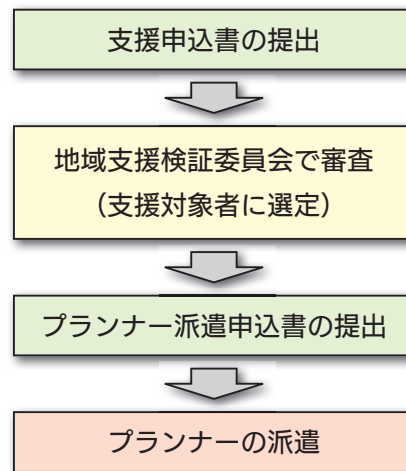 支援申込書の提出
地域支援検証委員会で審査
（支援対象者に選定）
プランナー派遣申込書の提出
プランナーの派遣